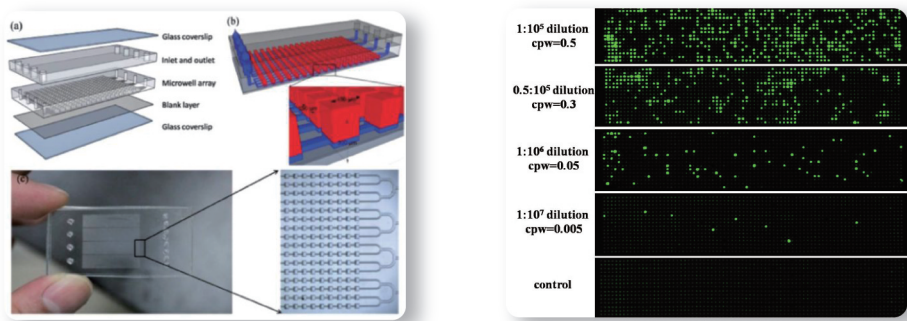 (a)
Glass coverslip
Inlet and outlet
Microwell array
Blank layer
Glass coverslip
(b)
(c)
1:10⁵ dilution
cpw=0.5
0.5:10⁵ dilution
cpw=0.3
1:10⁶ dilution
cpw=0.05
1:10⁷ dilution
cpw=0.005
control